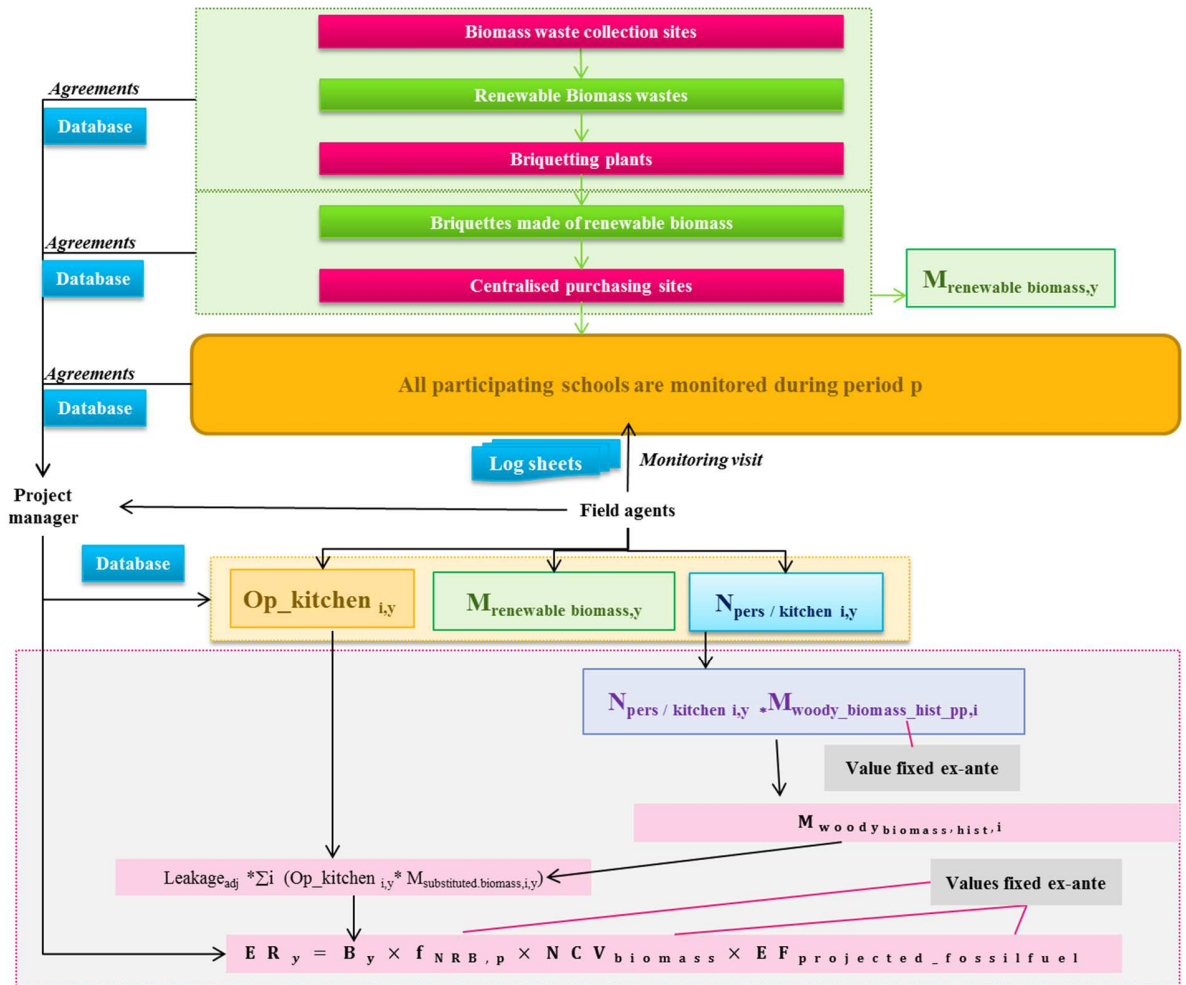 Biomass waste collection sites
Agreements
Database
Renewable Biomass wastes
Briquetting plants
Agreements
Database
Briquettes made of renewable biomass
Centralised purchasing sites
M renewable biomass,y
Agreements
Database
All participating schools are monitored during period p
Log sheets
Monitoring visit
Project
manager
Field agents
Database
Op_kitchen i,y
M renewable biomass,y
N pers / kitchen i,y
N pers / kitchen i,y * M woody_biomass_hist_pp,i
Value fixed ex-ante
M woody biomass,hist,i
Leakage adj *∑i (Op_kitchen i,y* M substituted.biomass,i,y)
Values fixed ex-ante
ER y = B y × f NRB,p × NCV biomass × EF projected_fossilfuel